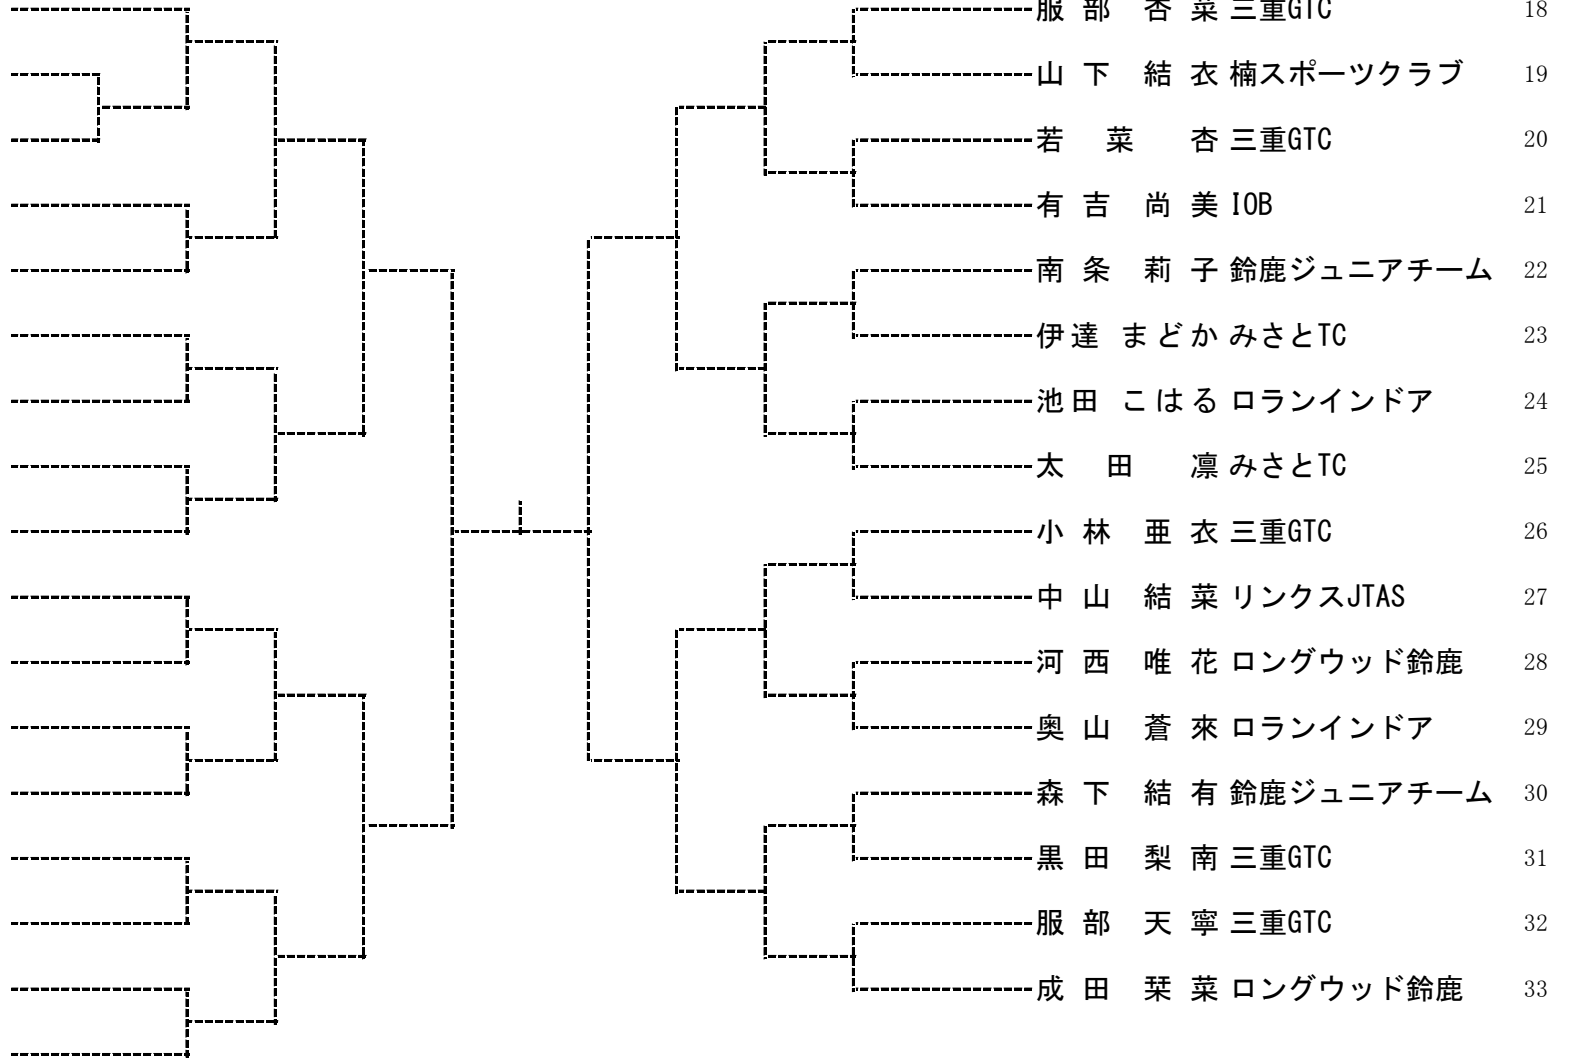 服部 杏菜 三重GTC 18
山下 結衣 楠スポーツクラブ 19
若菜 杏 三重GTC 20
有吉 尚美 IOB 21
南条 莉子 鈴鹿ジュニアチーム 22
伊達 まどか みさとTC 23
池田 こはる ロランインドア 24
太田 凛 みさとTC 25
小林 亜衣 三重GTC 26
中山 結菜 リンクスJTAS 27
河西 唯花 ロングウッド鈴鹿 28
奥山 蒼來 ロランインドア 29
森下 結有 鈴鹿ジュニアチーム 30
黒田 梨南 三重GTC 31
服部 天寧 三重GTC 32
成田 栞菜 ロングウッド鈴鹿 33